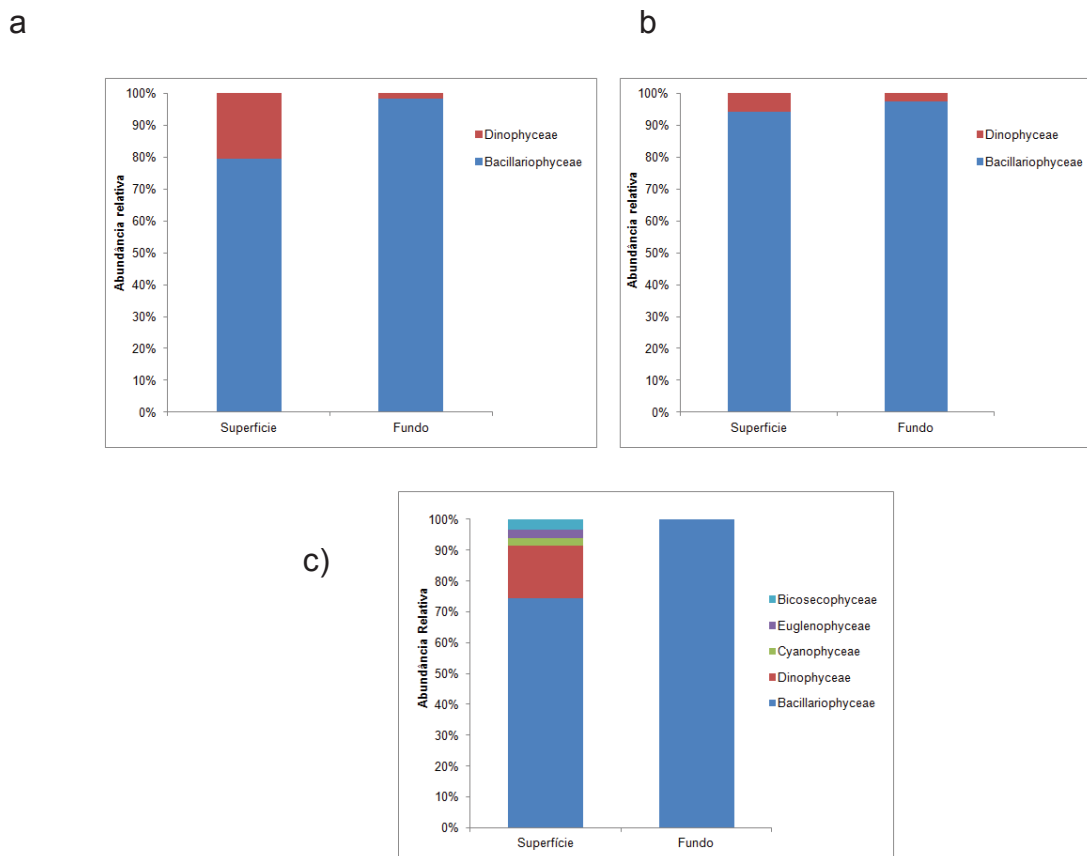 a
b
100%
90%
80%
70%
60%
50%
40%
30%
20%
10%
0%
Abundância relativa
Superficie
Fundo
Dinophyceae
Bacillariophyceae
100%
90%
80%
70%
60%
50%
40%
30%
20%
10%
0%
Abundância relativa
Superficie
Fundo
Dinophyceae
Bacillariophyceae
c)
100%
90%
80%
70%
60%
50%
40%
30%
20%
10%
0%
Abundância Relativa
Superfície
Fundo
Bicosecophyceae
Euglenophyceae
Cyanophyceae
Dinophyceae
Bacillariophyceae